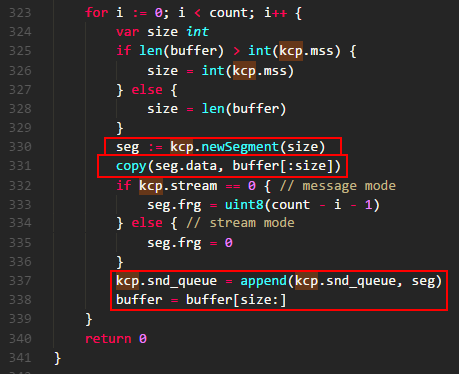 323 for i := 0; i < count; i++ {
324 var size int
325 if len(buffer) > int(kcp.mss) {
326 size = int(kcp.mss)
327 } else {
328 size = len(buffer)
329 }
330 seg := kcp.newSegment(size)
331 copy(seg.data, buffer[:size])
332 if kcp.stream == 0 { // message mode
333 seg.frg = uint8(count - i - 1)
334 } else { // stream mode
335 seg.frg = 0
336 }
337 kcp.snd_queue = append(kcp.snd_queue, seg)
338 buffer = buffer[size:]
339 }
340 return 0
341 }